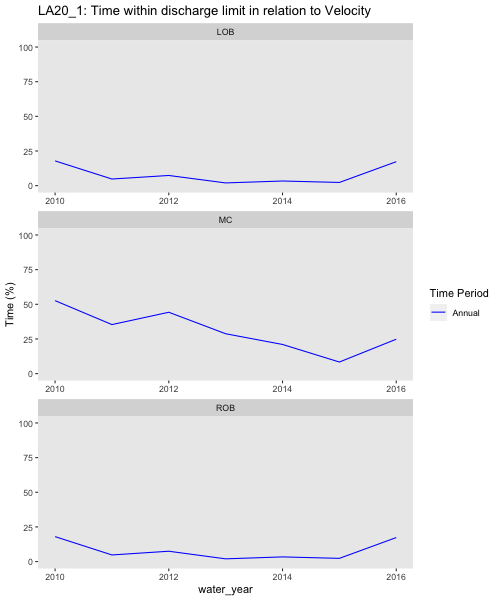 LA20_1: Time within discharge limit in relation to Velocity
LOB
100
75
50
25
0
2010 2012 2014 2016
MC
100
75
50
25
0
2010 2012 2014 2016
Time (%)
ROB
100
75
50
25
0
2010 2012 2014 2016
water_year
Time Period
Annual